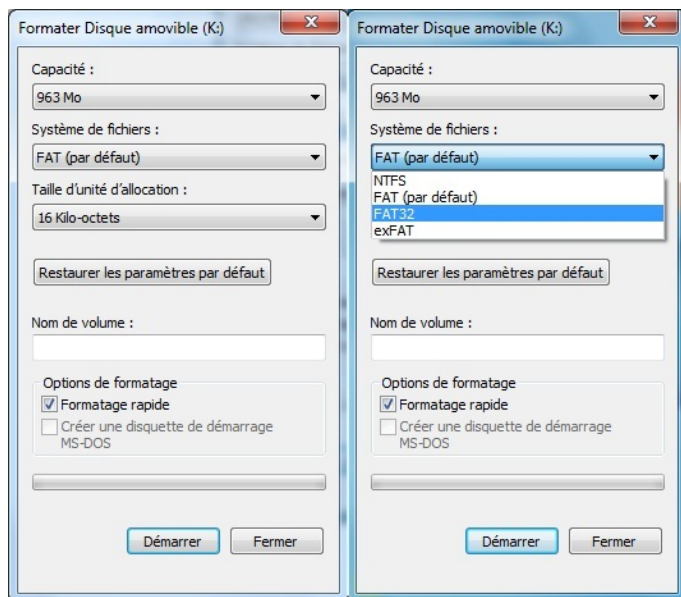 Formater Disque amovible (K:)
Capacité :
963 Mo
Système de fichiers :
FAT (par défaut)
Taille d'unité d'allocation :
16 Kilo-octets
Restaurer les paramètres par défaut
Nom de volume :
Options de formatage
Formatage rapide
Créer une disquette de démarrage
MS-DOS
Démarrer
Fermer
Formater Disque amovible (K:)
Capacité :
963 Mo
Système de fichiers :
FAT (par défaut)
NTFS
FAT (par défaut)
FAT32
exFAT
Restaurer les paramètres par défaut
Nom de volume :
Options de formatage
Formatage rapide
Créer une disquette de démarrage
MS-DOS
Démarrer
Fermer